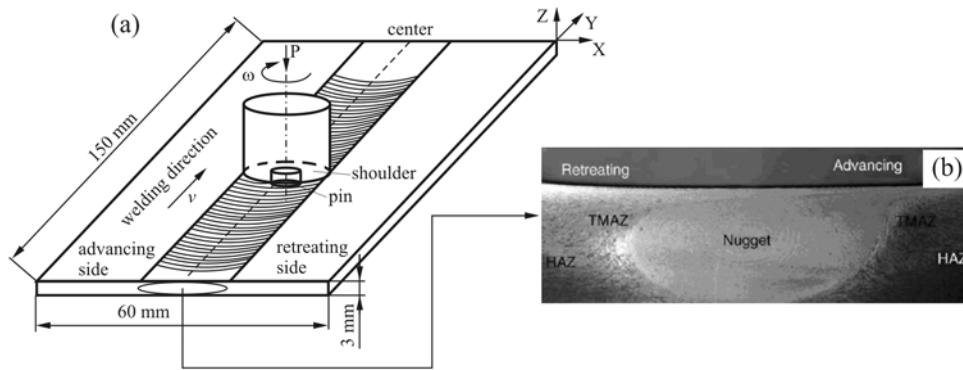 (a)
center
Z
Y
X
P
ω
150 mm
welding direction
v
shoulder
pin
advancing
side
retreating
side
60 mm
3 mm
(b)
Retreating
Advancing
TMAZ
Nugget
TMAZ
HAZ
HAZ